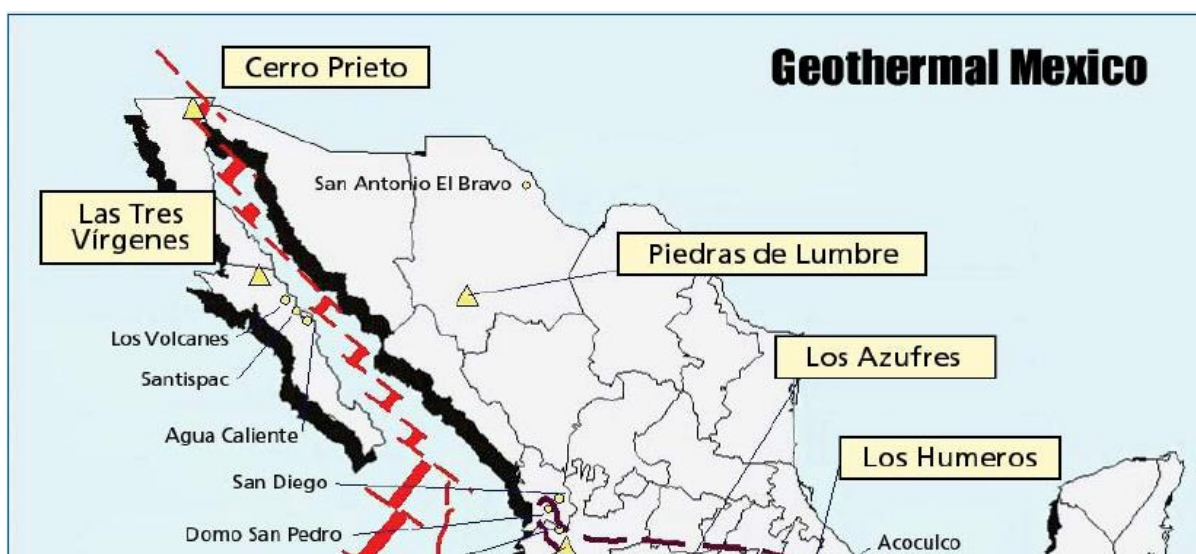 Cerro Prieto
Geothermal Mexico
San Antonio El Bravo
Las Tres
Vírgenes
Piedras de Lumbre
Los Volcanes
Los Azufres
Santispac
Agua Caliente
Los Humeros
San Diego
Domo San Pedro
Acoculco